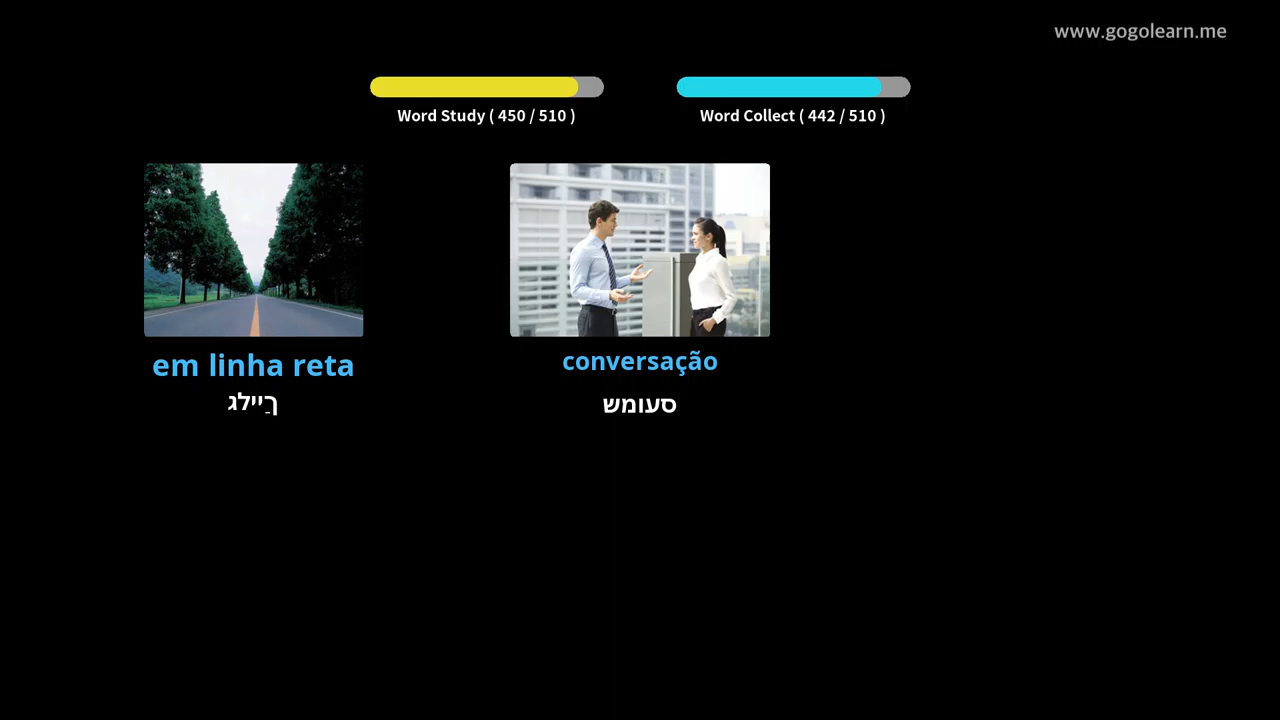 www.gogolearn.me
Word Study ( 450 / 510 )
Word Collect ( 442 / 510 )
em linha reta
ךַיילג
conversação
סעומש